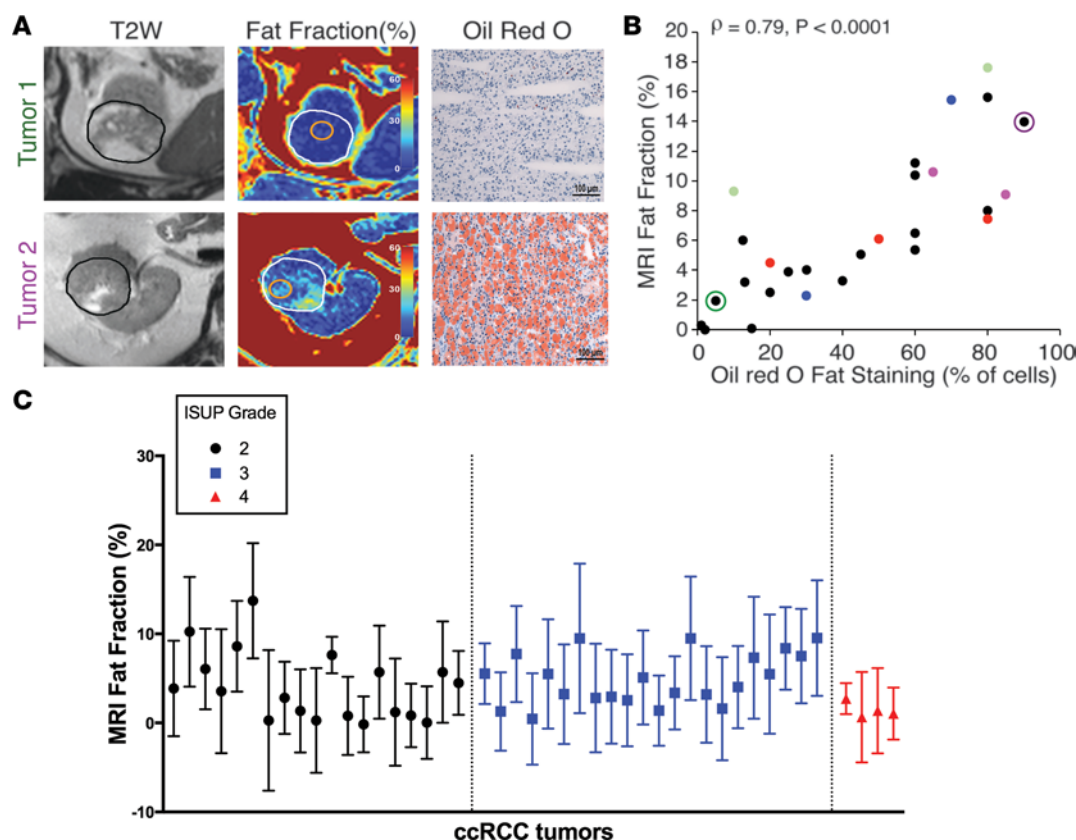 A
T2W
Fat Fraction(%)
Oil Red O
Tumor 1
60
30
0
100 µm
Tumor 2
60
30
0
100 µm
B
ρ = 0.79, P < 0.0001
MRI Fat Fraction (%)
20
18
16
14
12
10
8
6
4
2
0
0 20 40 60 80 100
Oil red O Fat Staining (% of cells)
C
ISUP Grade
2
3
4
MRI Fat Fraction (%)
30
20
10
0
-10
ccRCC tumors